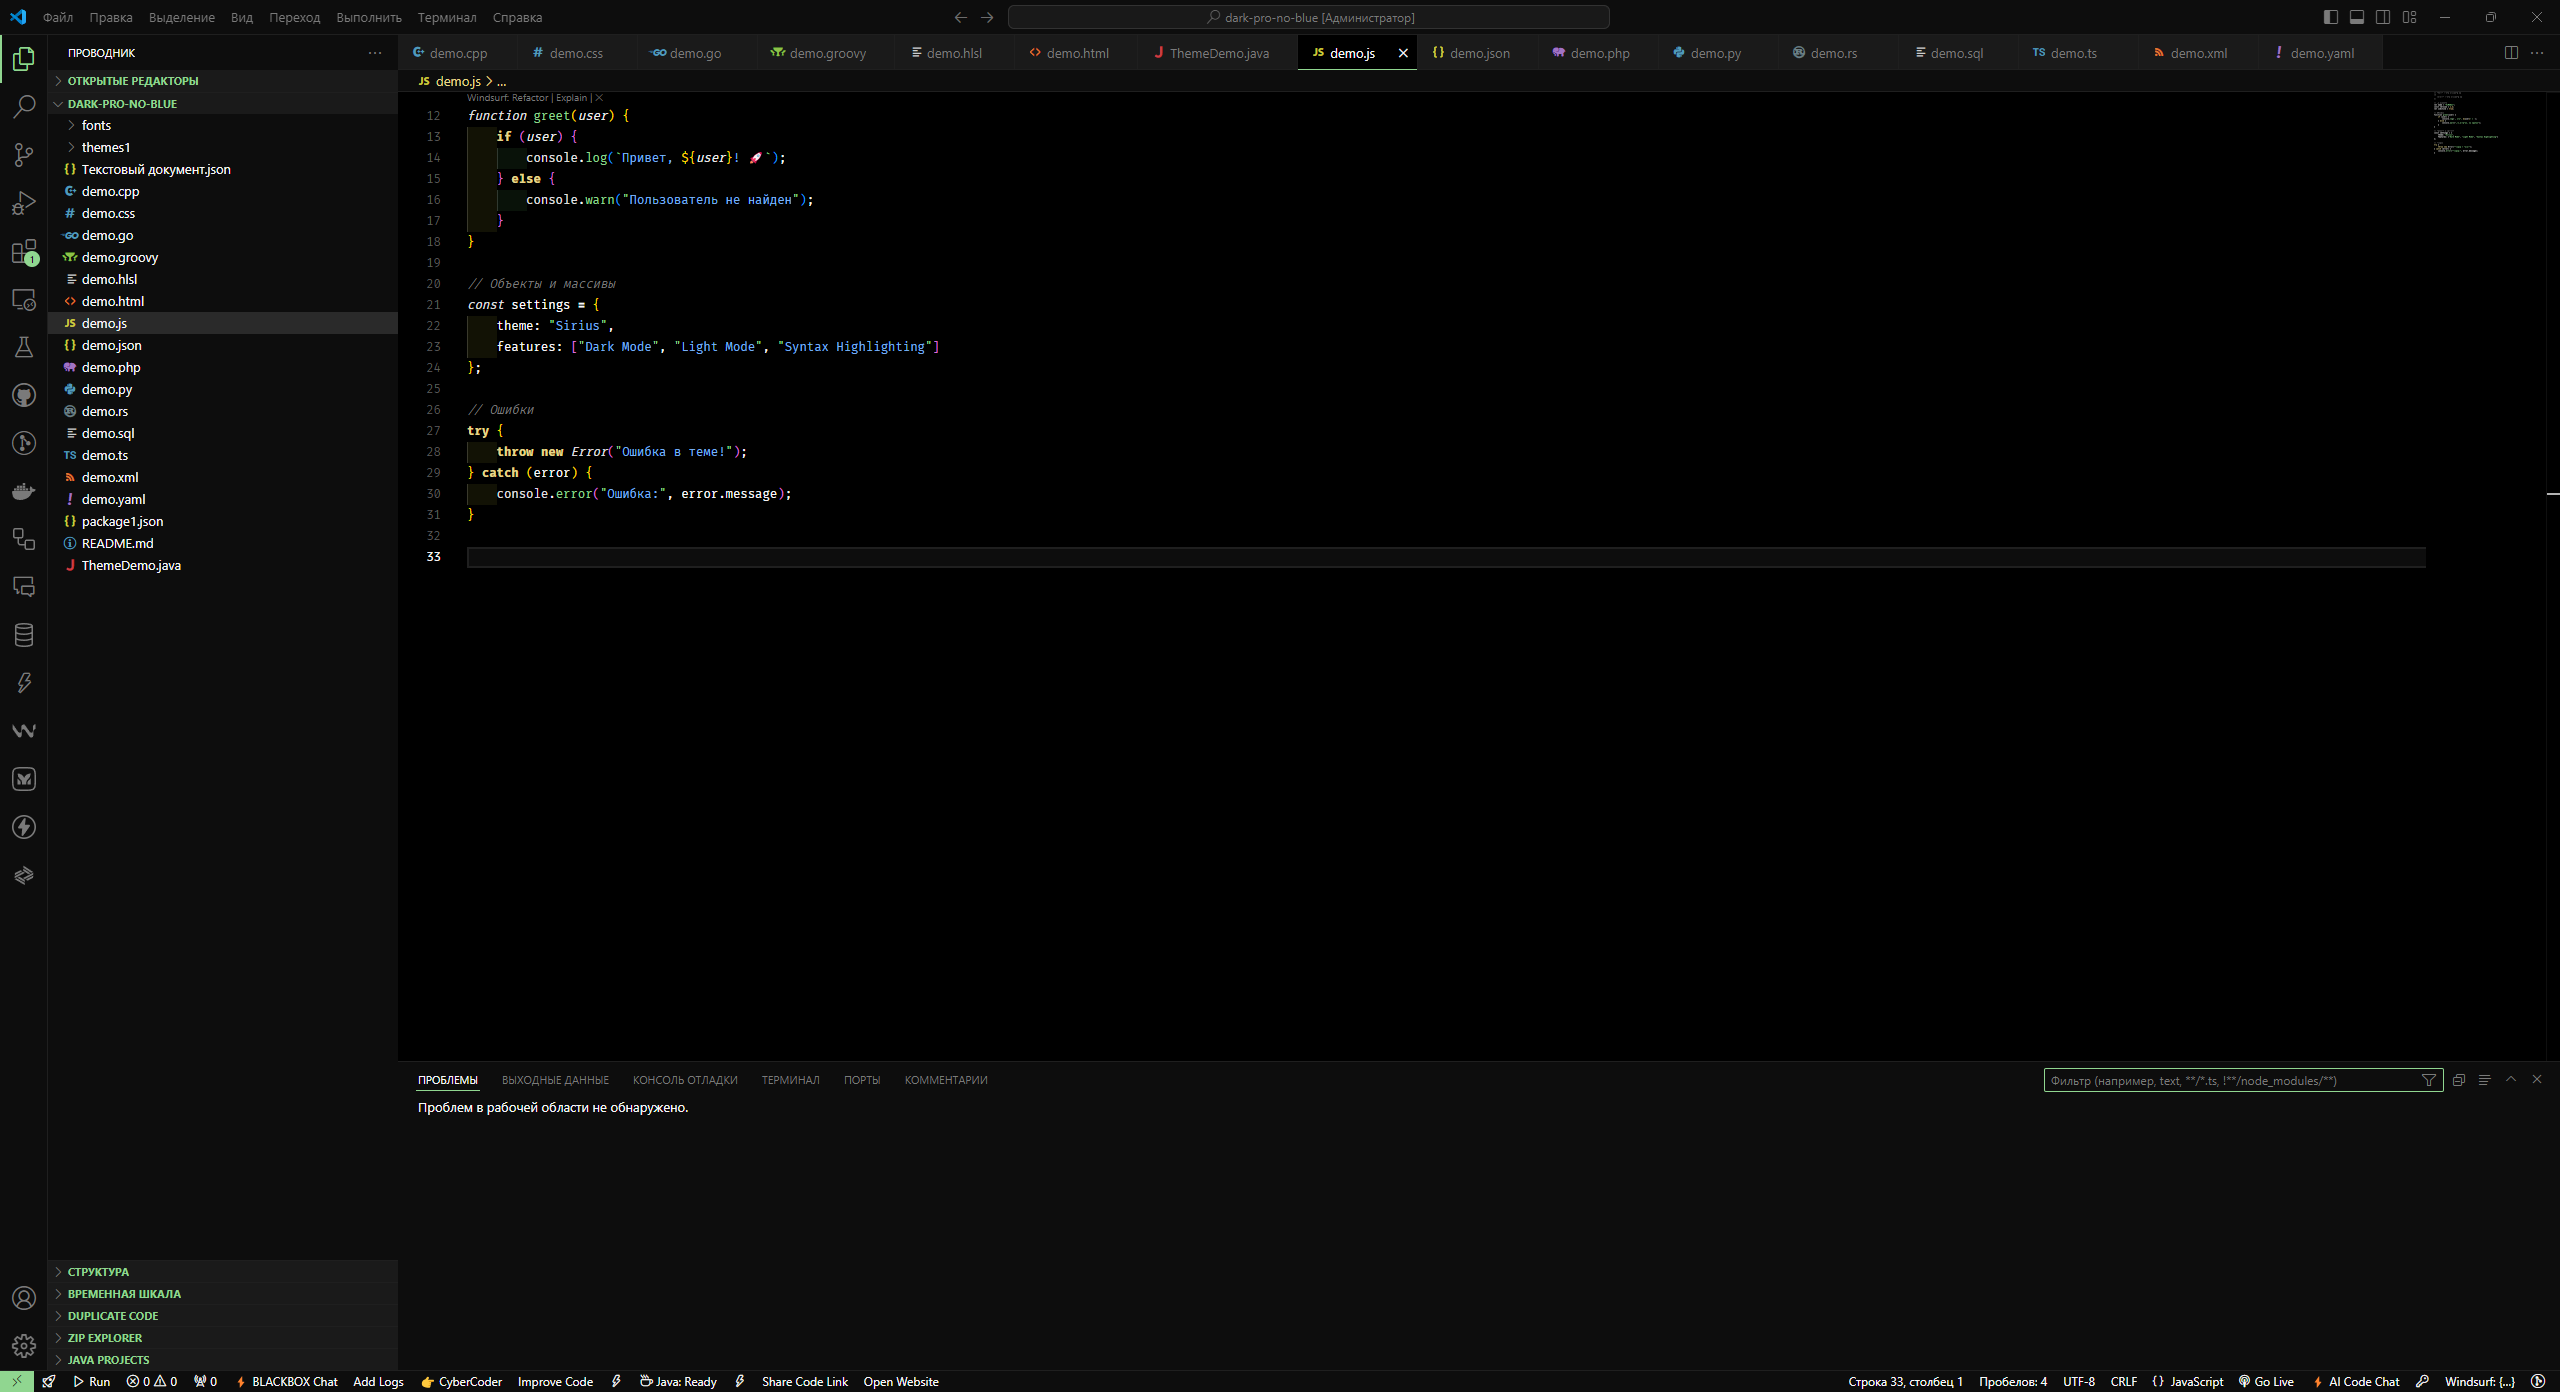 Файл Правка Выделение Вид Переход Выполнить Терминал Справка
dark-pro-no-blue [Администратор]
ПРОВОДНИК
ОТКРЫТЫЕ РЕДАКТОРЫ
DARK-PRO-NO-BLUE
fonts
themes1
Текстовый документ.json
demo.cpp
demo.css
demo.go
demo.groovy
demo.hlsl
demo.html
demo.js
demo.json
demo.php
demo.py
demo.rs
demo.sql
demo.ts
demo.xml
demo.yaml
package1.json
README.md
ThemeDemo.java
СТРУКТУРА
ВРЕМЕННАЯ ШКАЛА
DUPLICATE CODE
ZIP EXPLORER
JAVA PROJECTS
demo.cpp demo.css demo.go demo.groovy demo.hlsl demo.html ThemeDemo.java demo.js demo.json demo.php demo.py demo.rs demo.sql demo.ts demo.xml demo.yaml
JS demo.js > ...
Windsurf: Refactor | Explain | ×
12 function greet(user) {
13 if (user) {
14 console.log(`Привет, ${user}! 🚀`);
15 } else {
16 console.warn("Пользователь не найден");
17 }
18 }
19
20 // Объекты и массивы
21 const settings = {
22 theme: "Sirius",
23 features: ["Dark Mode", "Light Mode", "Syntax Highlighting"]
24 };
25
26 // Ошибки
27 try {
28 throw new Error("Ошибка в теме!");
29 } catch (error) {
30 console.error("Ошибка:", error.message);
31 }
32
33
ПРОБЛЕМЫ ВЫХОДНЫЕ ДАННЫЕ КОНСОЛЬ ОТЛАДКИ ТЕРМИНАЛ ПОРТЫ КОММЕНТАРИИ
Фильтр (например, text, **/*.ts, !**/node_modules/**)
Проблем в рабочей области не обнаружено.
Run 0 0 0 BLACKBOX Chat Add Logs 👉 CyberCoder Improve Code Java: Ready Share Code Link Open Website
Строка 33, столбец 1 Пробелов: 4 UTF-8 CRLF {} JavaScript Go Live AI Code Chat Windsurf: {...}